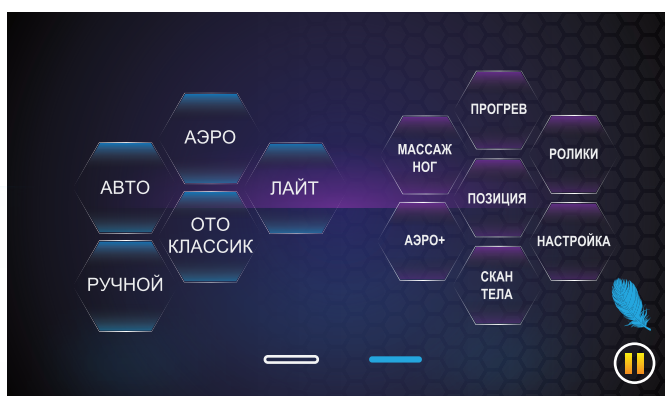 АЭРО
АВТО
ЛАЙТ
ОТО
КЛАССИК
РУЧНОЙ
ПРОГРЕВ
МАССАЖ
НОГ
РОЛИКИ
ПОЗИЦИЯ
АЭРО+
НАСТРОЙКА
СКАН
ТЕЛА